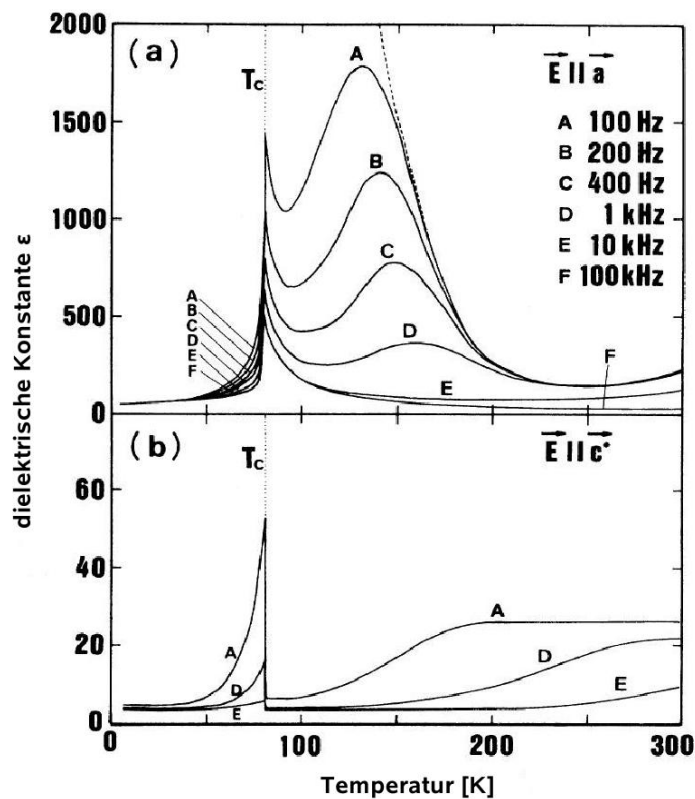 2000
(a)
Tc
A
E || a
1500
A 100 Hz
B 200 Hz
B
C 400 Hz
1000
D 1 kHz
E 10 kHz
C
F 100 kHz
A
B
500
C
D
D
E
F
E
F
0
(b)
Tc
E || c*
60
40
A
20
A
D
D
E
E
0
0
100
200
300
dielektrische Konstante ε
Temperatur [K]